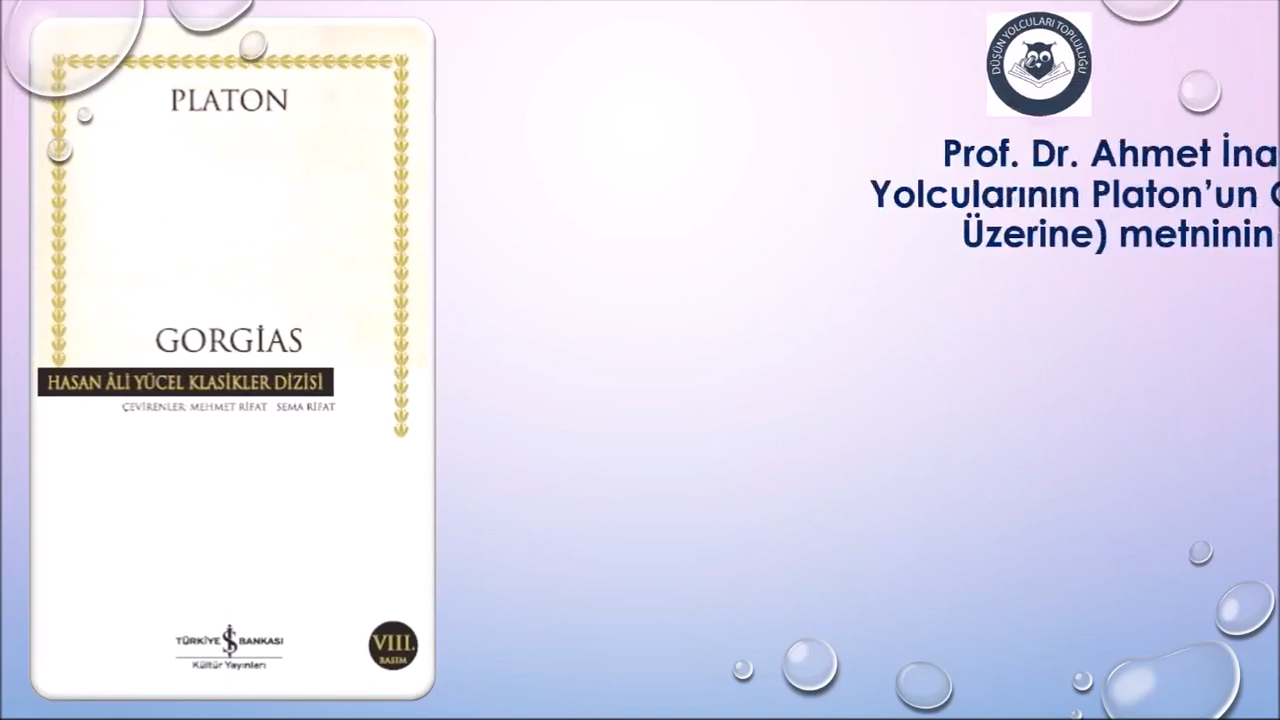 PLATON
GORGİAS
HASAN ÂLİ YÜCEL KLASİKLER DİZİSİ
ÇEVİRENLER: MEHMET RİFAT SEMA RİFAT
TÜRKİYE İŞ BANKASI
Kültür Yayınları
VIII.
BASIM
DÜŞÜN YOLCULARI TOPLULUĞU
Prof. Dr. Ahmet İna
Yolcularının Platon’un
Üzerine) metninin